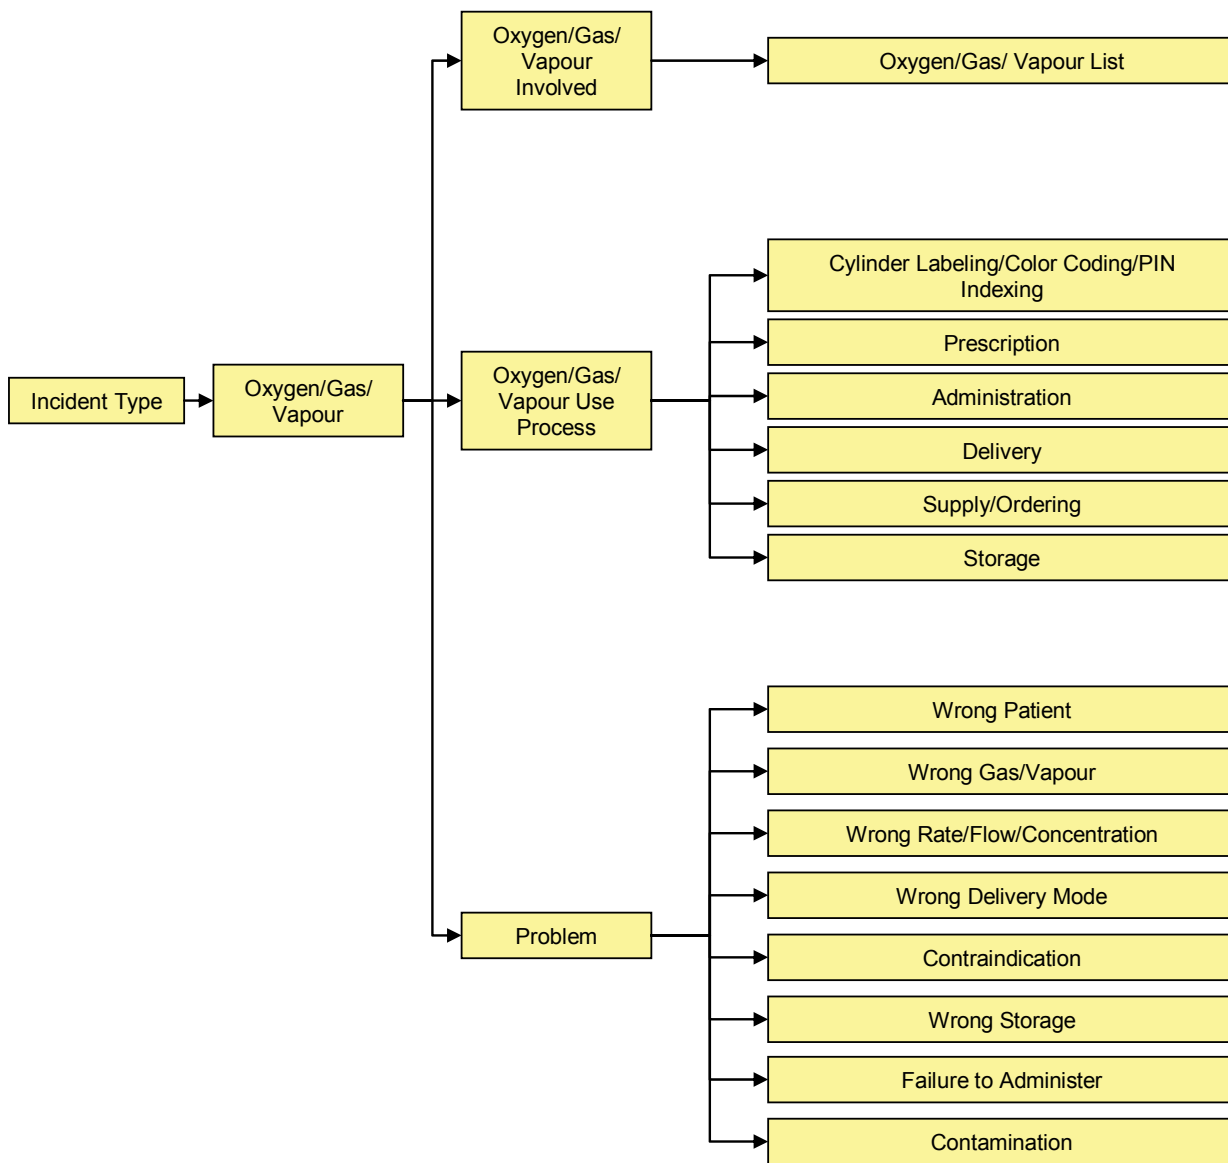 Oxygen/Gas/
Vapour
Involved
Oxygen/Gas/ Vapour List
Incident Type
Oxygen/Gas/
Vapour
Oxygen/Gas/
Vapour Use
Process
Cylinder Labeling/Color Coding/PIN
Indexing
Prescription
Administration
Delivery
Supply/Ordering
Storage
Problem
Wrong Patient
Wrong Gas/Vapour
Wrong Rate/Flow/Concentration
Wrong Delivery Mode
Contraindication
Wrong Storage
Failure to Administer
Contamination